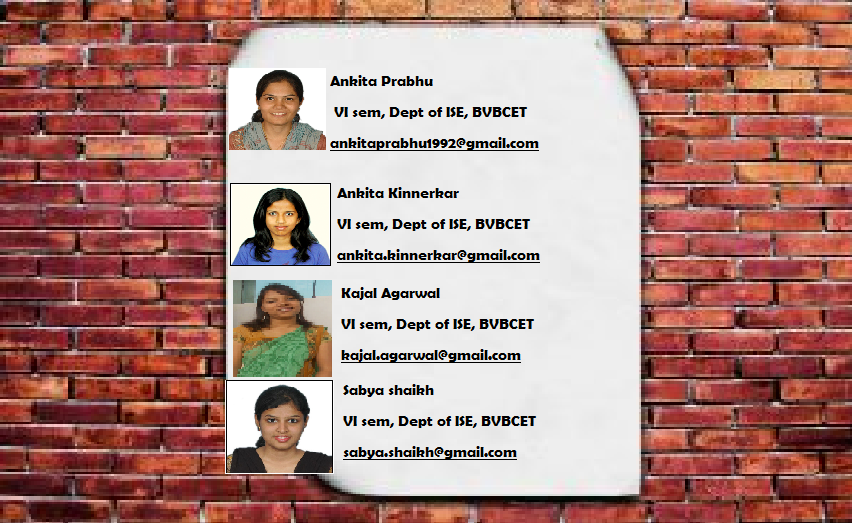 Ankita Prabhu
VI sem, Dept of ISE, BVBCET
ankitaprabhu1992@gmail.com
Ankita Kinnerkar
VI sem, Dept of ISE, BVBCET
ankita.kinnerkar@gmail.com
Kajal Agarwal
VI sem, Dept of ISE, BVBCET
kajal.agarwal@gmail.com
Sabya shaikh
VI sem, Dept of ISE, BVBCET
sabya.shaikh@gmail.com